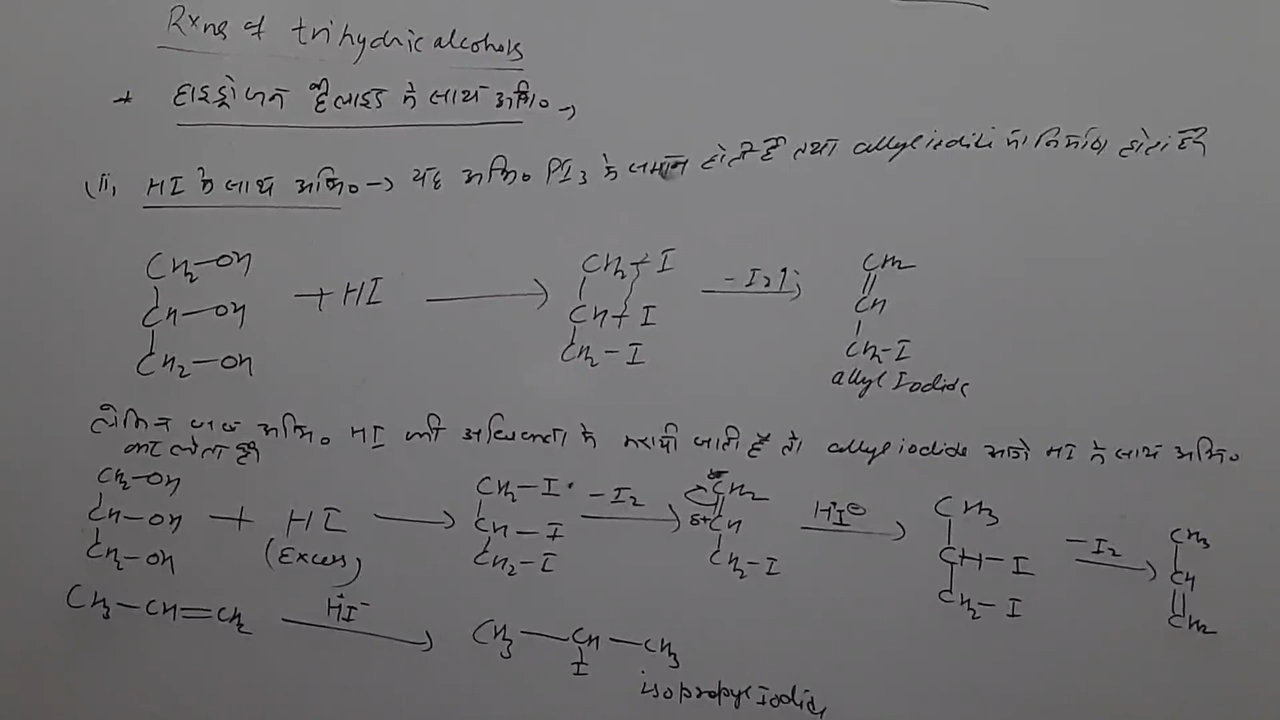 Rxns of trihydric alcohols
* हाइड्रोजन हैलाइड के साथ अभि० →
(ii) HI के साथ अभि० → यह अभि० PI3 के समान होती है तथा allyl iodide का निर्माण होता है।
CH2-OH CH2-I CH2
CH-OH + HI → CH-I -I2↑; → CH
CH2-OH CH2-I CH2-I
allyl Iodide
लेकिन जब अभि० HI की अधिकता में करायी जाती है तो allyl iodide आगे HI के साथ अभि०
कर लेता है।
CH2-OH CH2-I -I2 → CH2 H+I⊖ → CH3 -I2 → CH3
CH-OH + HI → CH-I δ+CH CH-I CH
CH2-OH (Excess) CH2-I CH2-I CH2-I CH2
CH3-CH=CH2 H+I- → CH3-CH-CH3
I
isopropyl Iodide